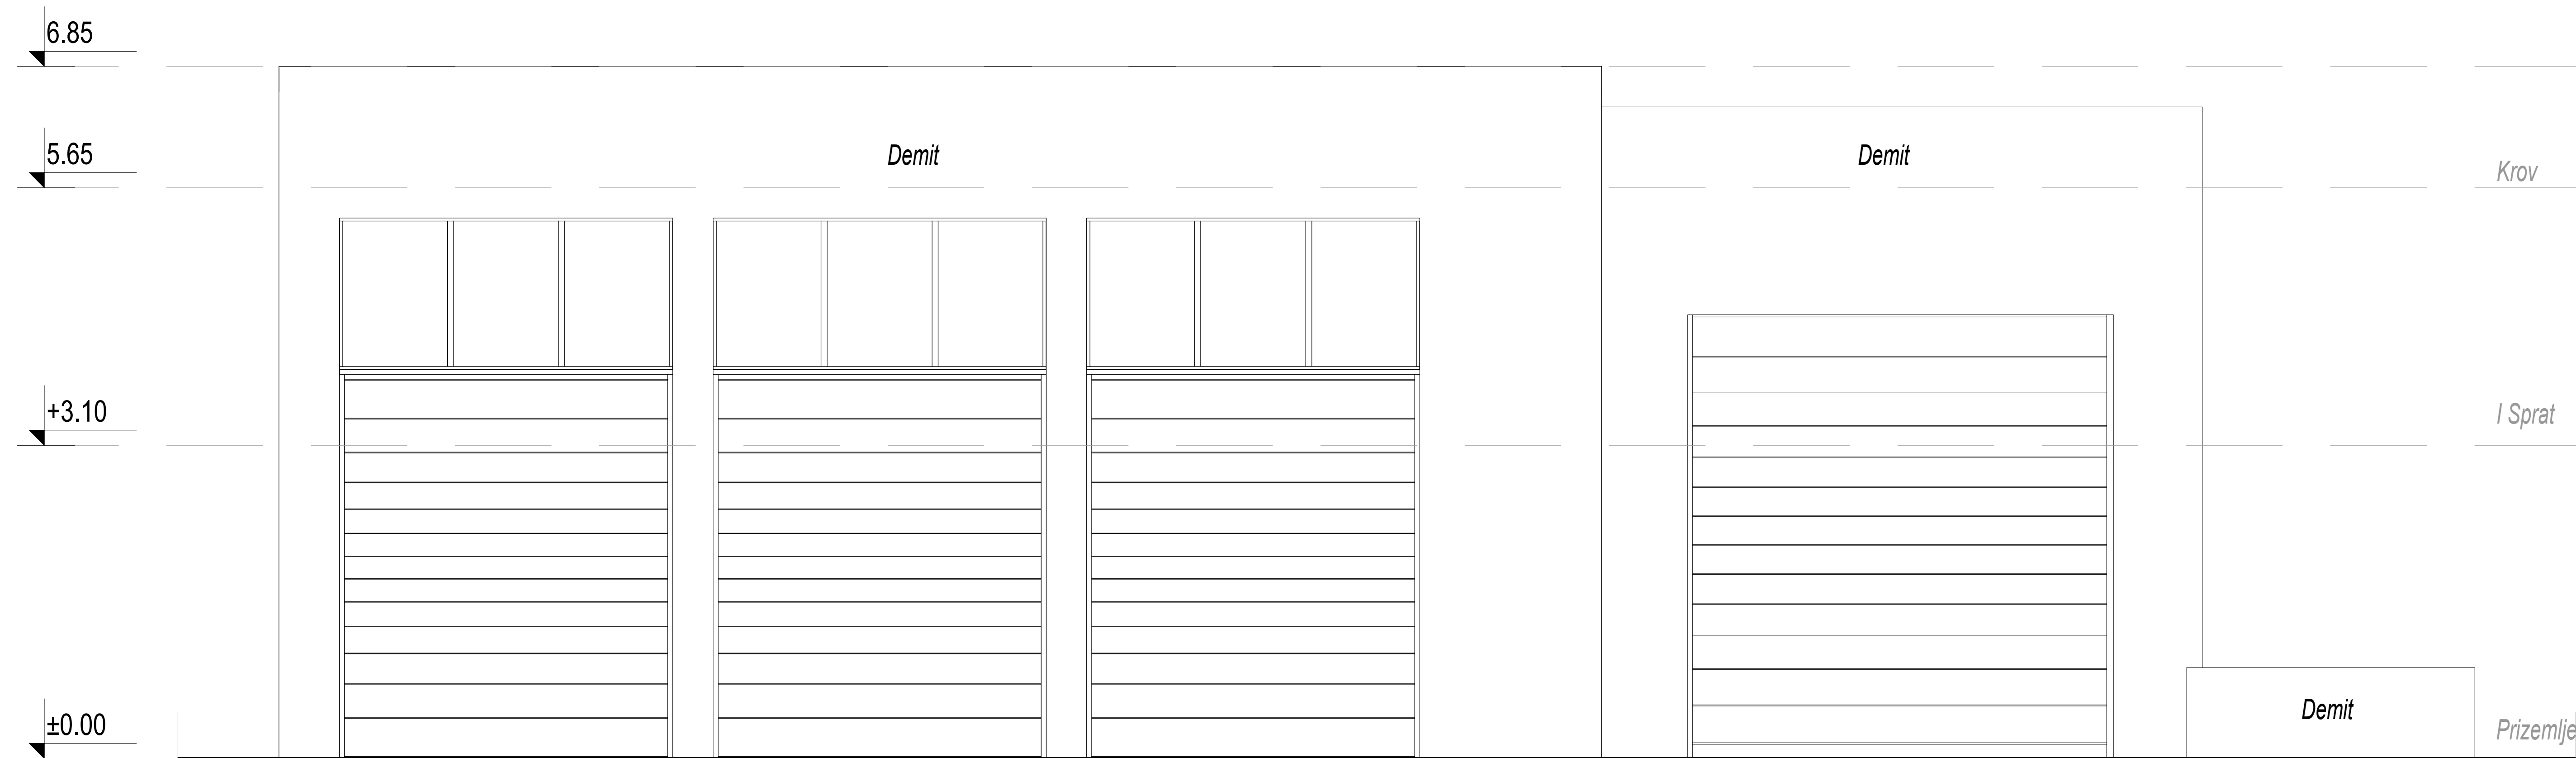 6.85
5.65
Demit
Demit
Krov
+3.10
I Sprat
±0.00
Demit
Prizemlje